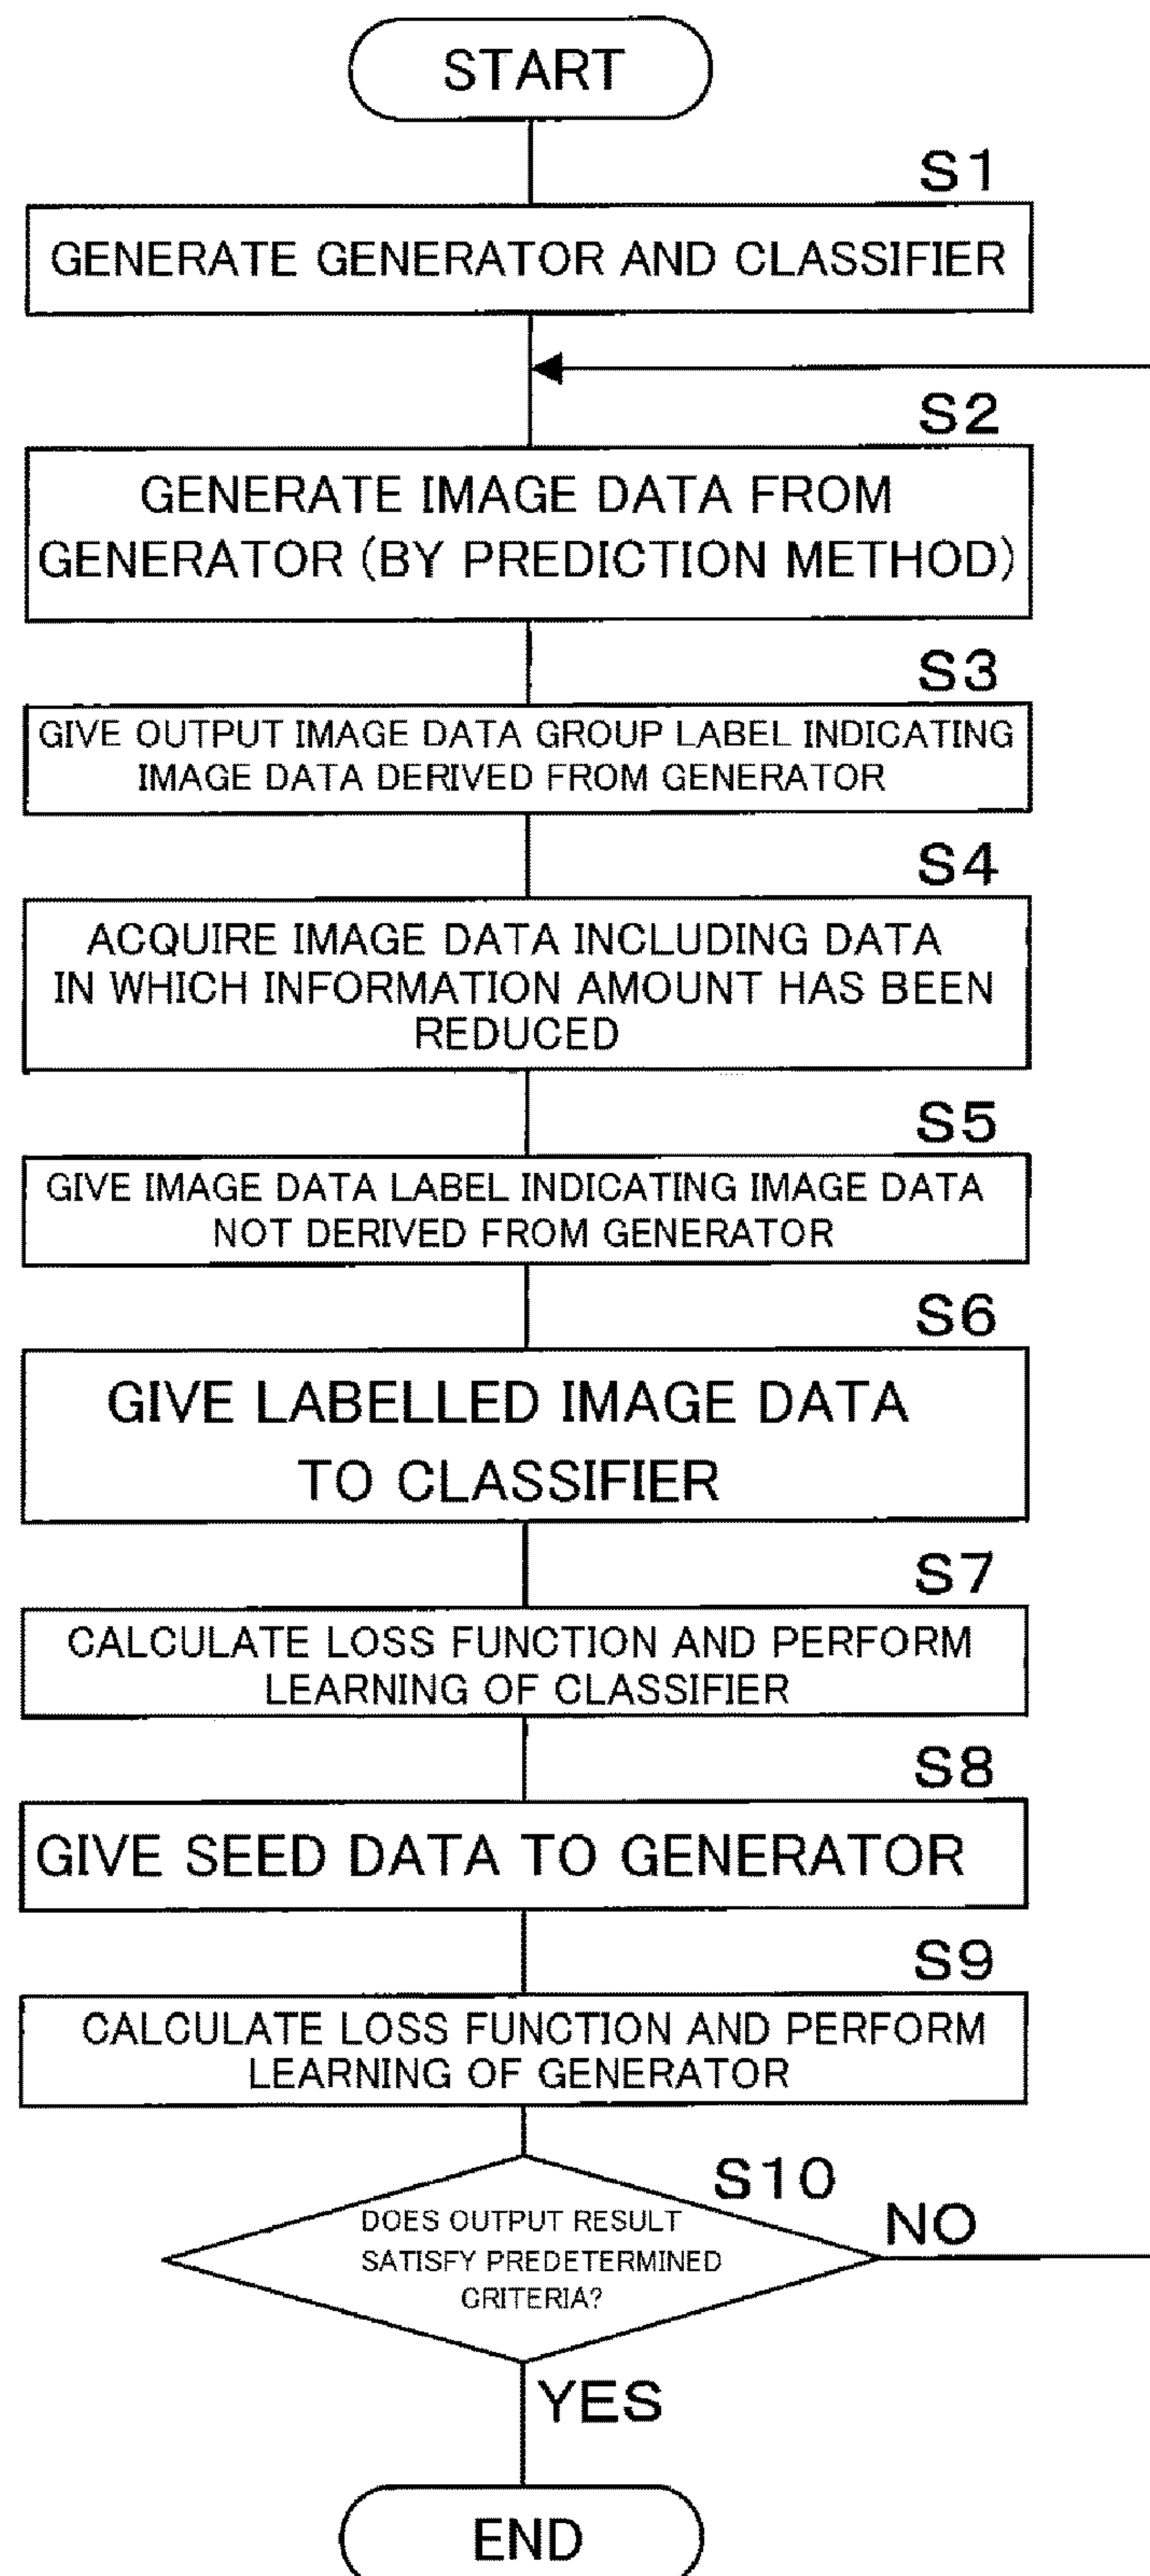 START
S1
GENERATE GENERATOR AND CLASSIFIER
S2
GENERATE IMAGE DATA FROM
GENERATOR (BY PREDICTION METHOD)
S3
GIVE OUTPUT IMAGE DATA GROUP LABEL INDICATING
IMAGE DATA DERIVED FROM GENERATOR
S4
ACQUIRE IMAGE DATA INCLUDING DATA
IN WHICH INFORMATION AMOUNT HAS BEEN
REDUCED
S5
GIVE IMAGE DATA LABEL INDICATING IMAGE DATA
NOT DERIVED FROM GENERATOR
S6
GIVE LABELLED IMAGE DATA
TO CLASSIFIER
S7
CALCULATE LOSS FUNCTION AND PERFORM
LEARNING OF CLASSIFIER
S8
GIVE SEED DATA TO GENERATOR
S9
CALCULATE LOSS FUNCTION AND PERFORM
LEARNING OF GENERATOR
S10
DOES OUTPUT RESULT
SATISFY PREDETERMINED
CRITERIA?
NO
YES
END